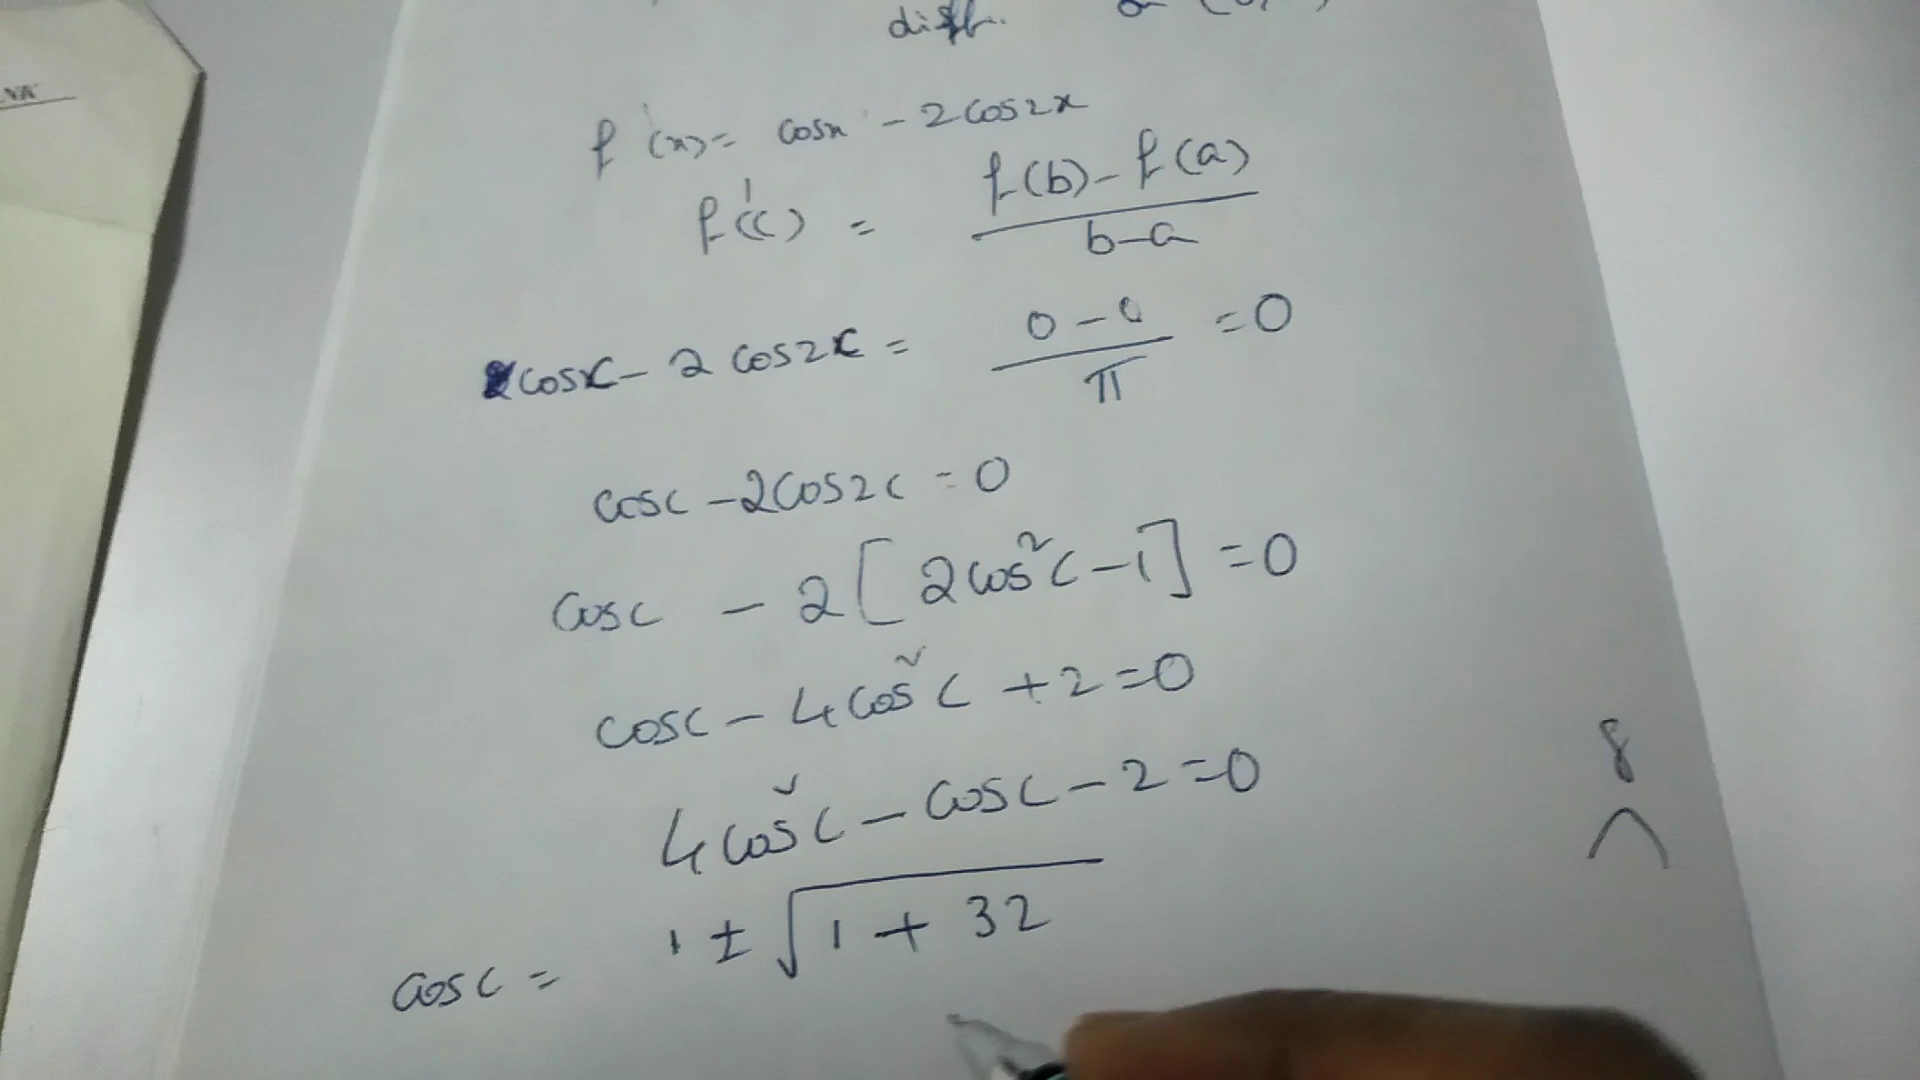 f'(x) = cosx - 2cos2x
f'(c) = f(b) - f(a) / b-a
cosc - 2cos2c = 0 - 0 / π = 0
cosc - 2cos2c = 0
cosc - 2[2cos²c - 1] = 0
cosc - 4cos²c + 2 = 0
4cos²c - cosc - 2 = 0
cosc = 1 ± √1 + 32
8